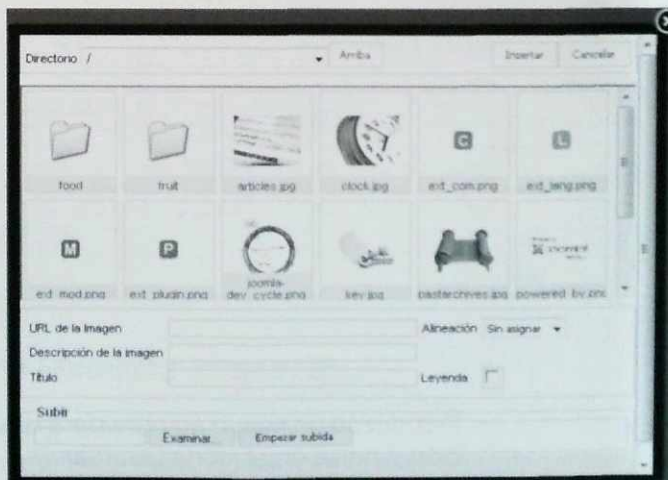 Directorio /
Arriba
Insertar
Cancelar
food
fruit
articles.jpg
clock.jpg
ext_com.png
ext_lang.png
M
P
C
L
joomla-
ext_mod.png
ext_plugin.png
dev_cycle.png
key.jpg
pastarchives.jpg
powered_by.png
URL de la Imagen
Alineación
Sin asignar
Descripción de la imagen
Título
Leyenda
Subir
Examinar...
Empezar subida